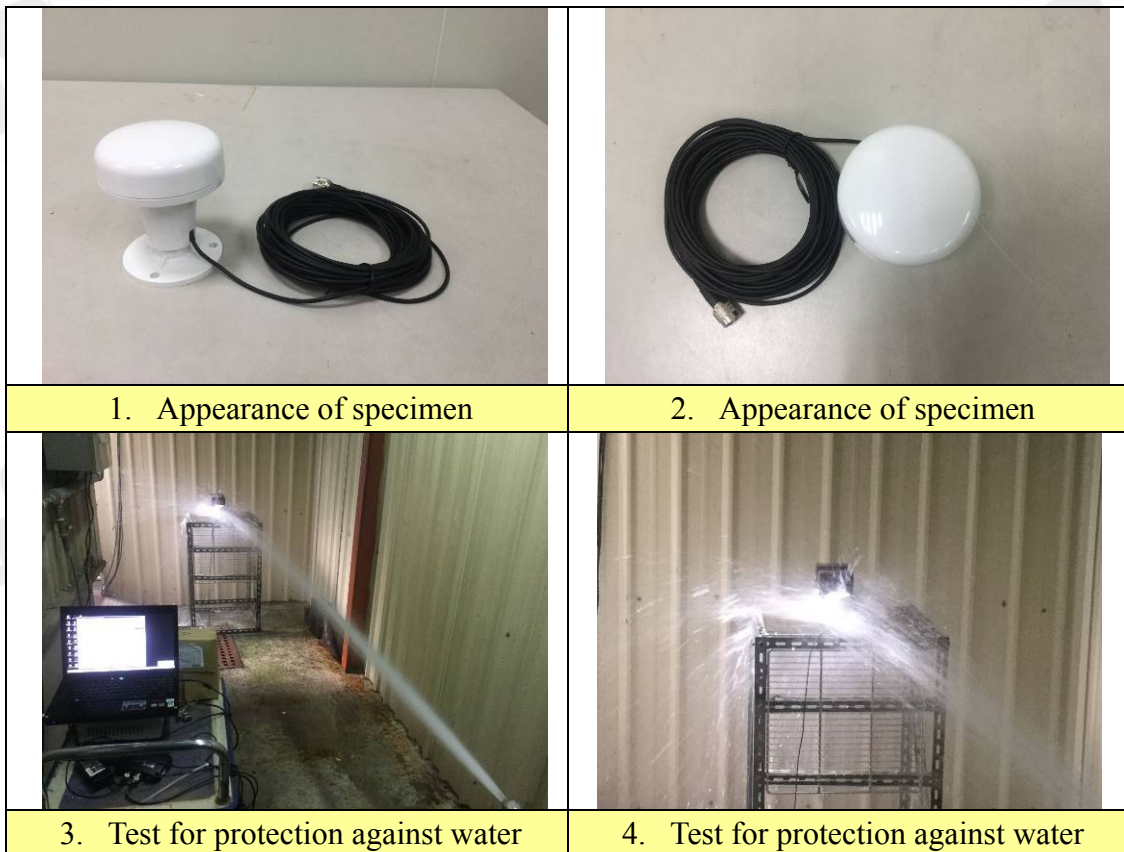 1. Appearance of specimen
2. Appearance of specimen
3. Test for protection against water
4. Test for protection against water